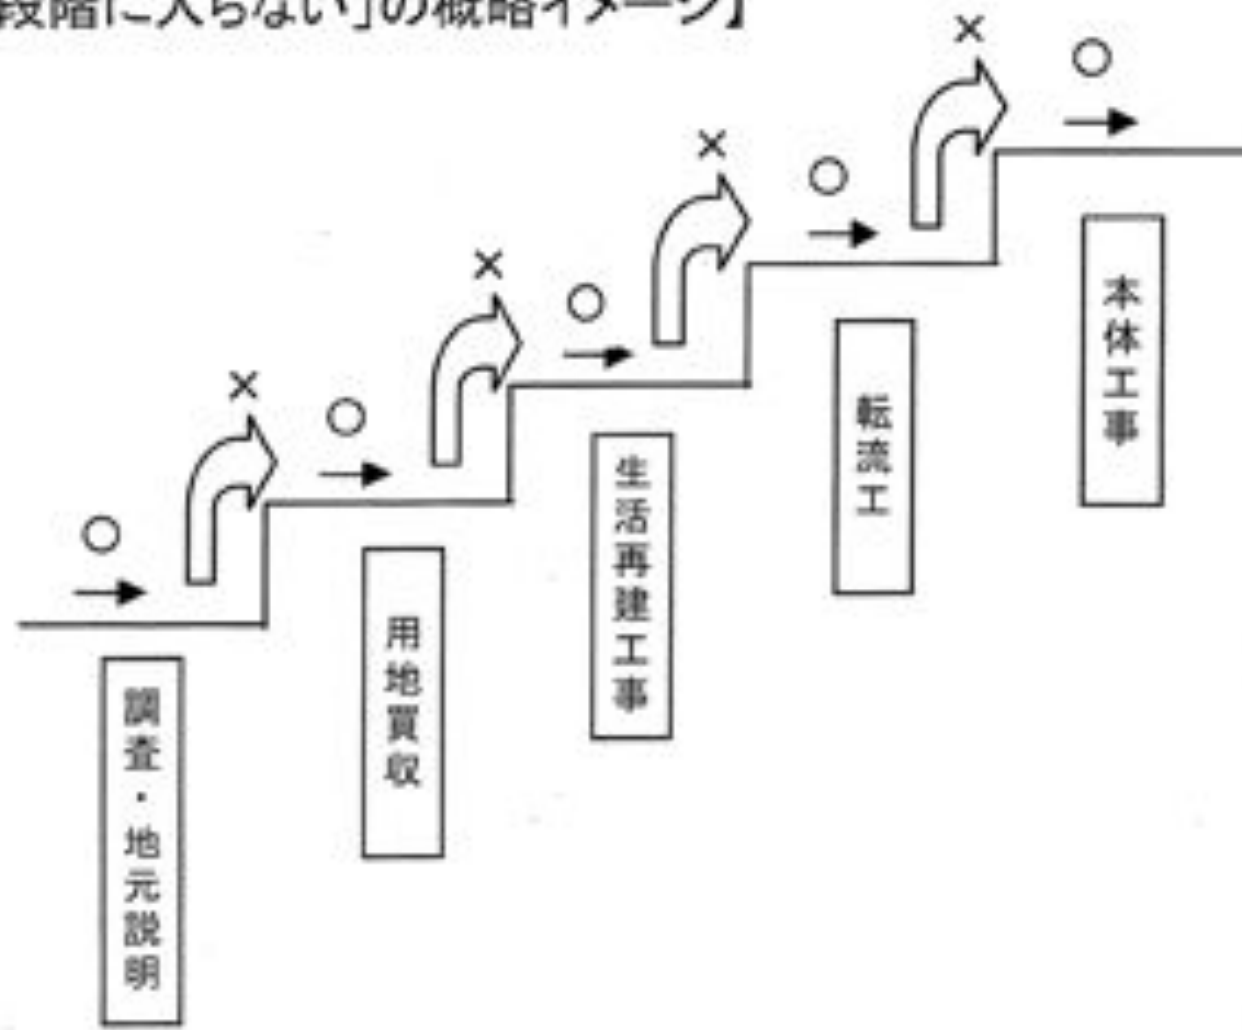 段階に入らない」の概略イメージ】
×
○
×
○
×
○
×
○
○
本体工事
転流工
生活再建工事
用地買収
調査・地元説明